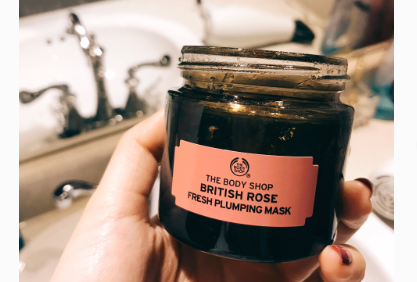 THE BODY SHOP
BRITISH ROSE
FRESH PLUMPING MASK